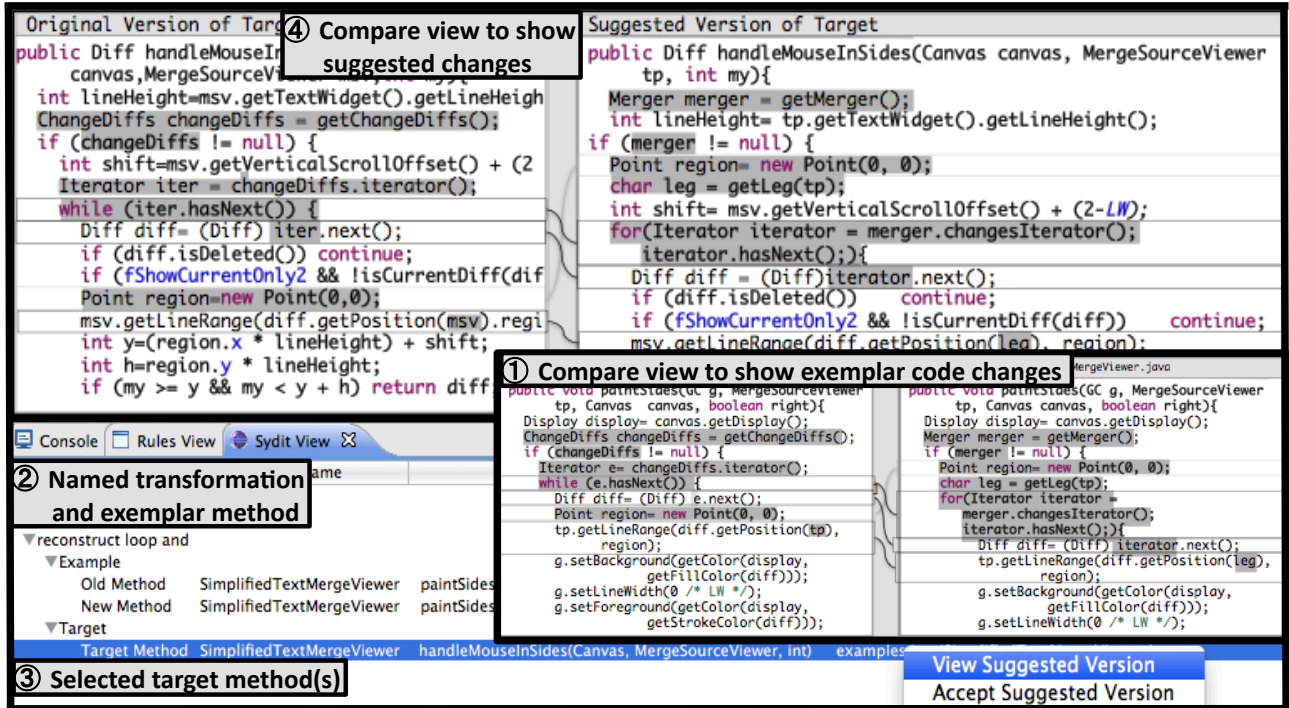 Original Version of Targ
④ Compare view to show
suggested changes
public Diff handleMouseIn
canvas,MergeSourceVi
int lineHeight=msv.getTextWidget().getLineHeigh
ChangeDiffs changeDiffs = getChangeDiffs();
if (changeDiffs != null) {
int shift=msv.getVerticalScrollOffset() + (2
Iterator iter = changeDiffs.iterator();
while (iter.hasNext()) {
Diff diff= (Diff) iter.next();
if (diff.isDeleted()) continue;
if (fShowCurrentOnly2 && !isCurrentDiff(dif
Point region=new Point(0,0);
msv.getLineRange(diff.getPosition(msv).regi
int y=(region.x * lineHeight) + shift;
int h=region.y * lineHeight;
if (my >= y && my < y + h) return diff;
Suggested Version of Target
public Diff handleMouseInSides(Canvas canvas, MergeSourceViewer
tp, int my){
Merger merger = getMerger();
int lineHeight= tp.getTextWidget().getLineHeight();
if (merger != null) {
Point region= new Point(0, 0);
char leg = getLeg(tp);
int shift= msv.getVerticalScrollOffset() + (2-LW);
for(Iterator iterator = merger.changesIterator();
iterator.hasNext();){
Diff diff = (Diff)iterator.next();
if (diff.isDeleted()) continue;
if (fShowCurrentOnly2 && !isCurrentDiff(diff)) continue;
msv.getLineRange(diff.getPosition(leg), region);
① Compare view to show exemplar code changes
MergeViewer.java
public void paintSides(GC g, MergeSourceViewer
tp, Canvas canvas, boolean right){
Display display= canvas.getDisplay();
ChangeDiffs changeDiffs = getChangeDiffs();
if (changeDiffs != null) {
Iterator e= changeDiffs.iterator();
while (e.hasNext()) {
Diff diff= (Diff) e.next();
Point region= new Point(0, 0);
tp.getLineRange(diff.getPosition(tp),
region);
g.setBackground(getColor(display,
getFillColor(diff)));
g.setLineWidth(0 /* LW */);
g.setForeground(getColor(display,
getStrokeColor(diff)));
public void paintSides(GC g, MergeSourceViewer
tp, Canvas canvas, boolean right){
Display display= canvas.getDisplay();
Merger merger = getMerger();
if (merger != null) {
Point region= new Point(0, 0);
char leg = getLeg(tp);
for(Iterator iterator =
merger.changesIterator();
iterator.hasNext();){
Diff diff= (Diff) iterator.next();
tp.getLineRange(diff.getPosition(leg),
region);
g.setBackground(getColor(display,
getFillColor(diff)));
g.setLineWidth(0 /* LW */);
Console Rules View Sydit View
ame
② Named transformation
and exemplar method
reconstruct loop and
Example
Old Method SimplifiedTextMergeViewer paintSides
New Method SimplifiedTextMergeViewer paintSides
Target
Target Method SimplifiedTextMergeViewer handleMouseInSides(Canvas, MergeSourceViewer, int) examples
③ Selected target method(s)
View Suggested Version
Accept Suggested Version